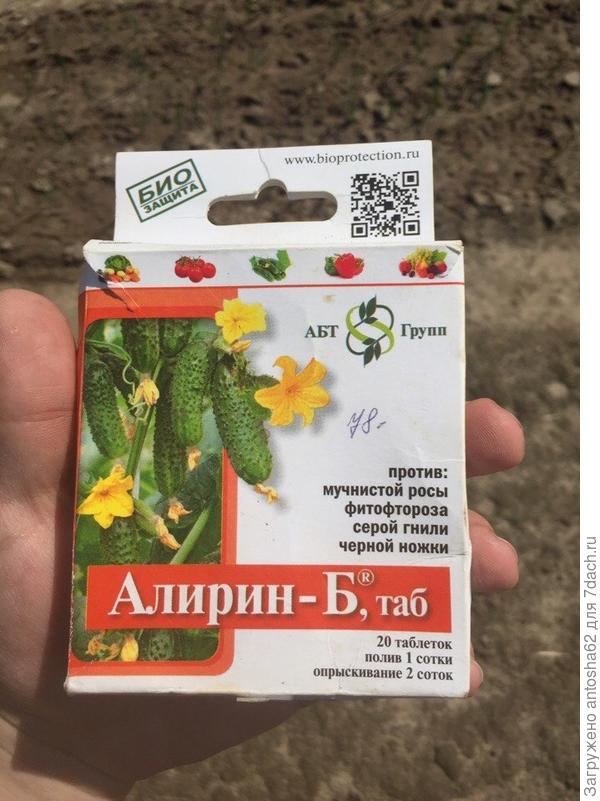 www.bioprotection.ru
БИО
ЗАЩИТА
АБТ Групп
78-
против:
мучнистой росы
фитофтороза
серой гнили
черной ножки
Алирин-Б®, таб
20 таблеток
полив 1 сотки
опрыскивание 2 соток
Загружено antosha62 для 7dach.ru